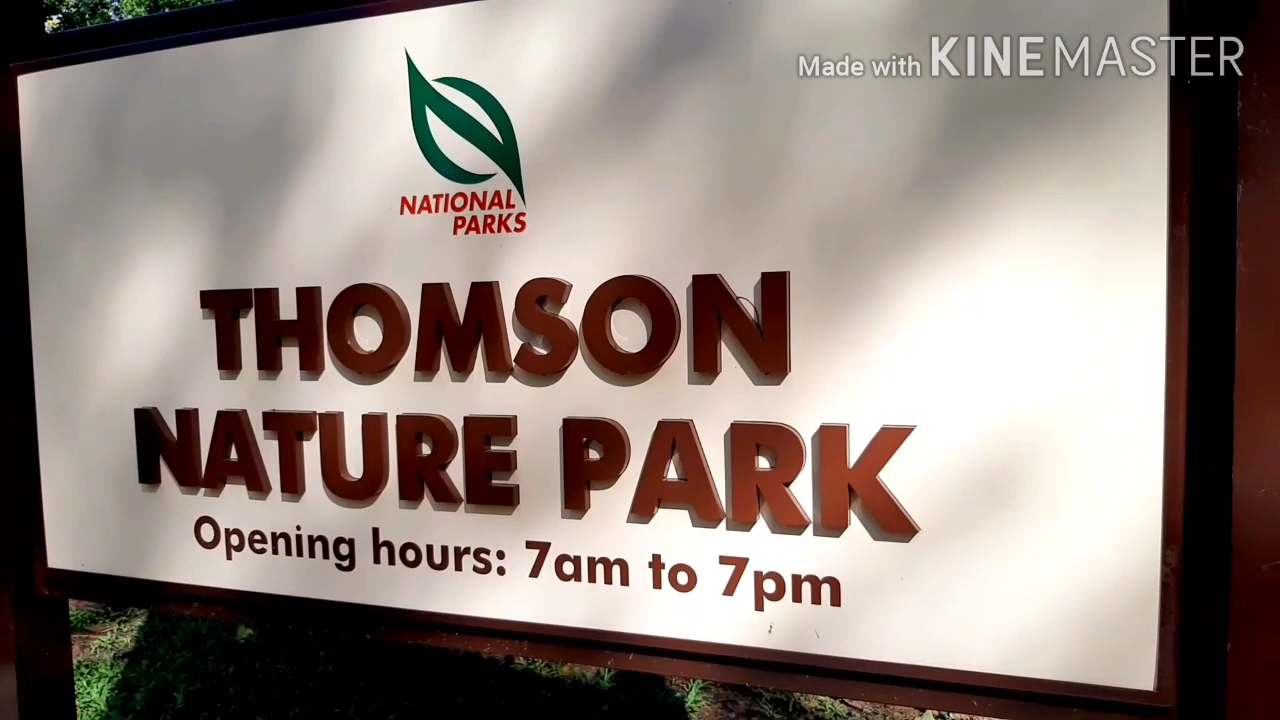 Made with KINEMASTER
NATIONAL
PARKS
THOMSON
NATURE PARK
Opening hours: 7am to 7pm